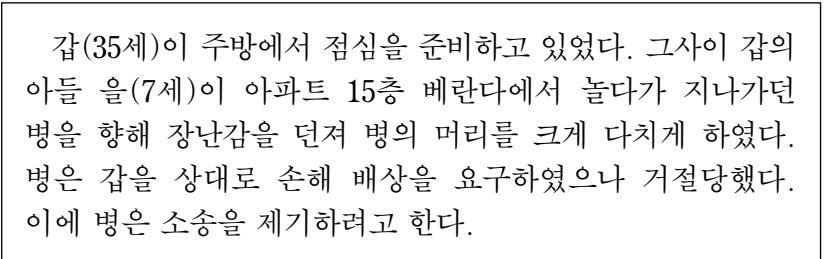 갑(35세)이 주방에서 점심을 준비하고 있었다. 그사이 갑의
아들 을(7세)이 아파트 15층 베란다에서 놀다가 지나가던
병을 향해 장난감을 던져 병의 머리를 크게 다치게 하였다.
병은 갑을 상대로 손해 배상을 요구하였으나 거절당했다.
이에 병은 소송을 제기하려고 한다.